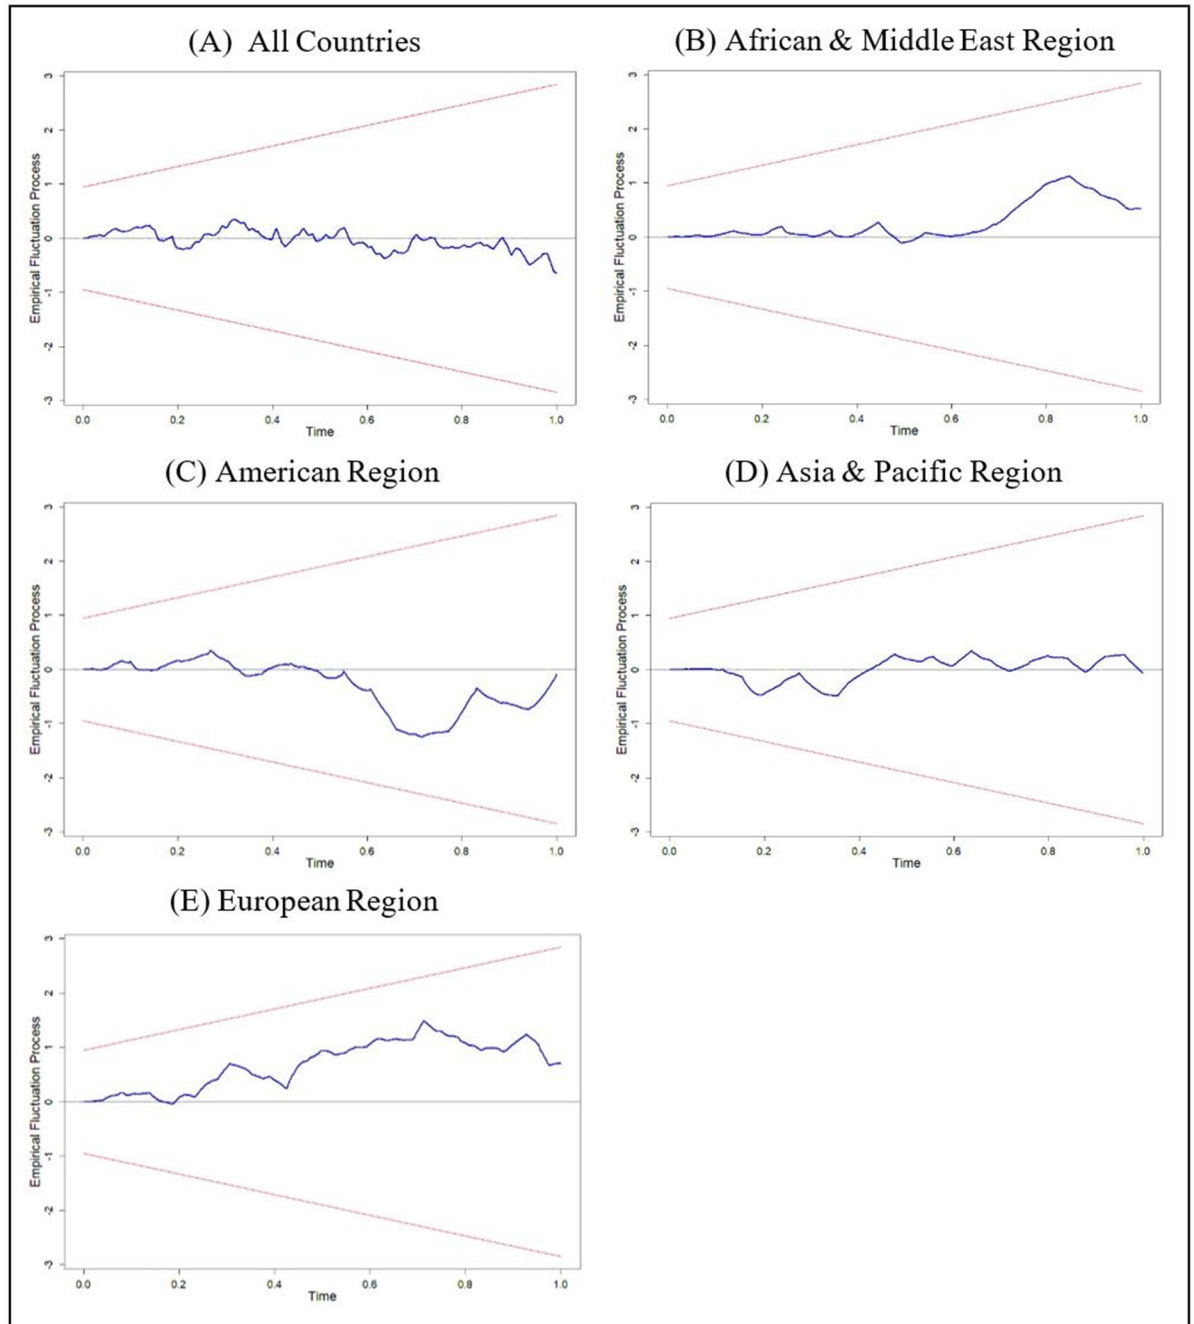 (A) All Countries
Empirical Fluctuation Process
3
2
1
0
-1
-2
-3
0.0 0.2 0.4 0.6 0.8 1.0
Time
(B) African & Middle East Region
Empirical Fluctuation Process
3
2
1
0
-1
-2
-3
0.0 0.2 0.4 0.6 0.8 1.0
Time
(C) American Region
Empirical Fluctuation Process
3
2
1
0
-1
-2
-3
0.0 0.2 0.4 0.6 0.8 1.0
Time
(D) Asia & Pacific Region
Empirical Fluctuation Process
3
2
1
0
-1
-2
-3
0.0 0.2 0.4 0.6 0.8 1.0
Time
(E) European Region
Empirical Fluctuation Process
3
2
1
0
-1
-2
-3
0.0 0.2 0.4 0.6 0.8 1.0
Time